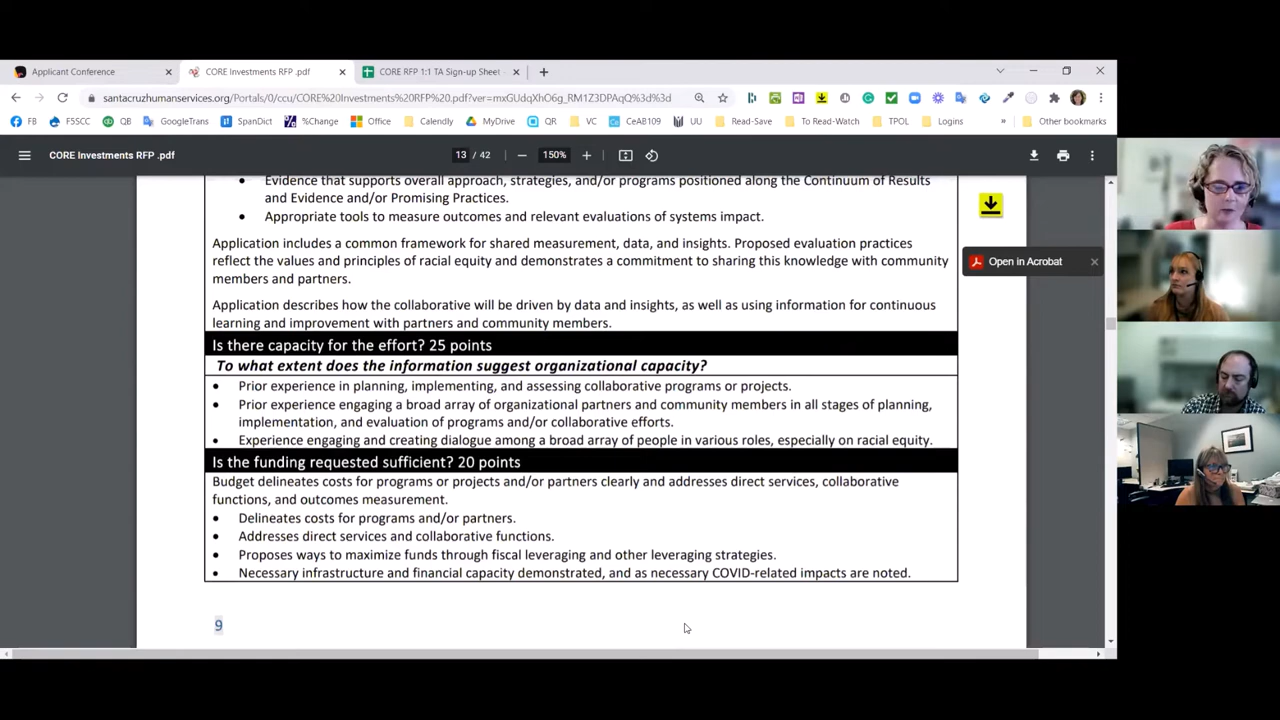 Applicant Conference
CORE Investments RFP .pdf
CORE RFP 1:1 TA Sign-up Sheet -
santacruzhumanservices.org/Portals/0/ccu/CORE%20Investments%20RFP%20.pdf?ver=mxGUdqXhO6g_RM1Z3DPAqQ%3d%3d
FB
F5SCC
QB
GoogleTrans
SpanDict
%Change
Office
Calendly
MyDrive
QR
VC
CeAB109
UU
Read-Save
To Read-Watch
TPOL
Logins
»
Other bookmarks
CORE Investments RFP .pdf
13 / 42
150%
• Evidence that supports overall approach, strategies, and/or programs positioned along the Continuum of Results
and Evidence and/or Promising Practices.
• Appropriate tools to measure outcomes and relevant evaluations of systems impact.
Application includes a common framework for shared measurement, data, and insights. Proposed evaluation practices
reflect the values and principles of racial equity and demonstrates a commitment to sharing this knowledge with community
members and partners.
Open in Acrobat
Application describes how the collaborative will be driven by data and insights, as well as using information for continuous
learning and improvement with partners and community members.
Is there capacity for the effort? 25 points
To what extent does the information suggest organizational capacity?
• Prior experience in planning, implementing, and assessing collaborative programs or projects.
• Prior experience engaging a broad array of organizational partners and community members in all stages of planning,
implementation, and evaluation of programs and/or collaborative efforts.
• Experience engaging and creating dialogue among a broad array of people in various roles, especially on racial equity.
Is the funding requested sufficient? 20 points
Budget delineates costs for programs or projects and/or partners clearly and addresses direct services, collaborative
functions, and outcomes measurement.
• Delineates costs for programs and/or partners.
• Addresses direct services and collaborative functions.
• Proposes ways to maximize funds through fiscal leveraging and other leveraging strategies.
• Necessary infrastructure and financial capacity demonstrated, and as necessary COVID-related impacts are noted.
9